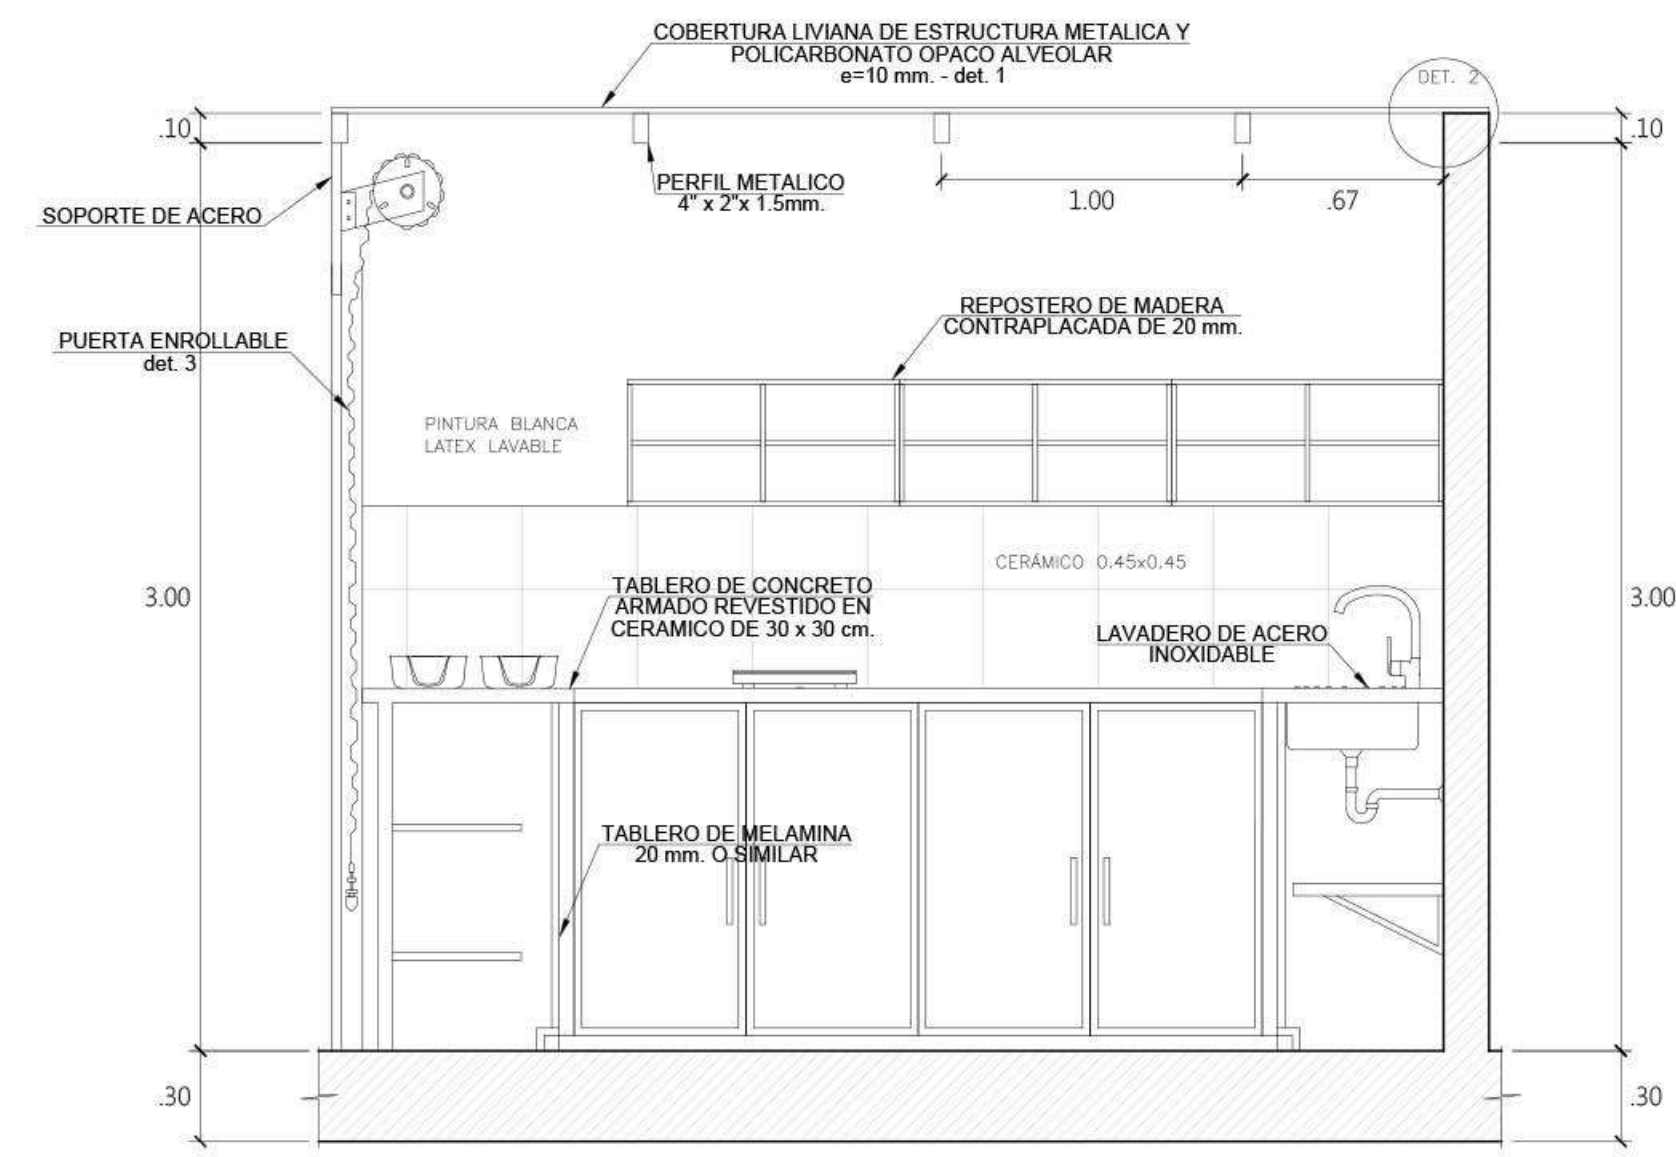 COBERTURA LIVIANA DE ESTRUCTURA METALICA Y
POLICARBONATO OPACO ALVEOLAR
e=10 mm. - det. 1
DET. 2
.10
.10
PERFIL METALICO
4" x 2"x 1.5mm.
1.00
.67
SOPORTE DE ACERO
REPOSTERO DE MADERA
CONTRAPLACADA DE 20 mm.
PUERTA ENROLLABLE
det. 3
PINTURA BLANCA
LATEX LAVABLE
CERÁMICO 0.45x0.45
TABLERO DE CONCRETO
ARMADO REVESTIDO EN
CERAMICO DE 30 x 30 cm.
3.00
3.00
LAVADERO DE ACERO
INOXIDABLE
TABLERO DE MELAMINA
20 mm. O SIMILAR
.30
.30